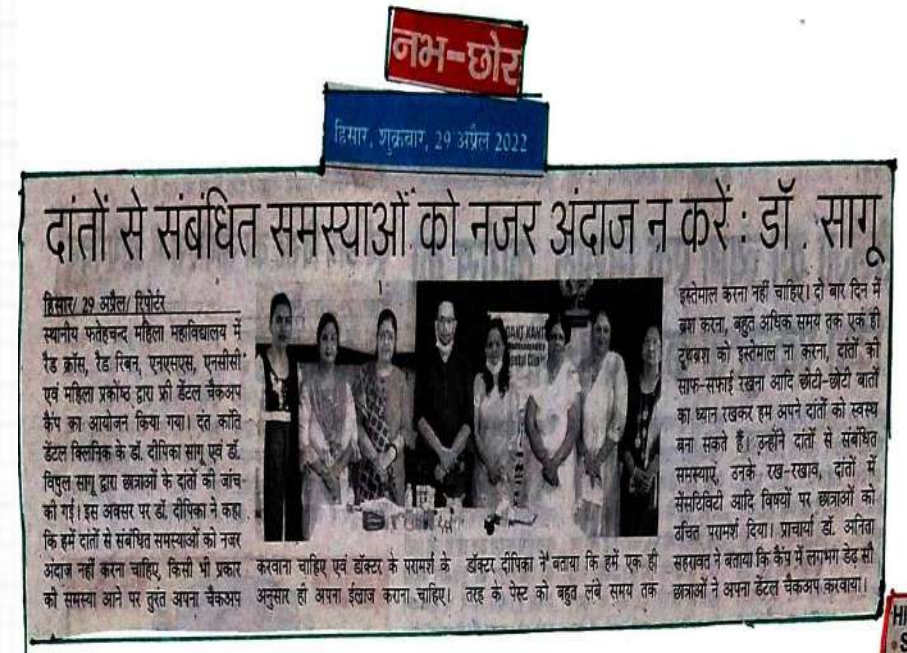 नभ-छोर
हिसार, शुक्रवार, 29 अप्रैल 2022
दांतों से संबंधित समस्याओं को नजर अंदाज न करें : डॉ. सागू
हिसार/ 29 अप्रैल/ रिपोर्टर
स्थानीय फतेहचन्द महिला महाविद्यालय में
रैड क्रॉस, रैड रिबन, एनएसएस, एनसीसी
एवं महिला प्रकोष्ठ द्वारा फ्री डेंटल चैकअप
कैंप का आयोजन किया गया। दंत कांति
डेंटल क्लिनिक के डॉ. दीपिका सागू एवं डॉ.
विपुल सागू द्वारा छात्राओं के दांतों की जांच
की गई। इस अवसर पर डॉ. दीपिका ने कहा
कि हमें दांतों से संबंधित समस्याओं को नजर
अंदाज नहीं करना चाहिए, किसी भी प्रकार
की समस्या आने पर तुरंत अपना चैकअप
करवाना चाहिए एवं डॉक्टर के परामर्श के
अनुसार ही अपना ईलाज कराना चाहिए।
डॉक्टर दीपिका ने बताया कि हमें एक ही
तरह के पेस्ट को बहुत लंबे समय तक
इस्तेमाल करना नहीं चाहिए। दो बार दिन में
ब्रश करना, बहुत अधिक समय तक एक ही
टूथब्रश को इस्तेमाल ना करना, दांतों की
साफ-सफाई रखना आदि छोटी-छोटी बातों
का ध्यान रखकर हम अपने दांतों को स्वस्थ
बना सकते हैं। उन्होंने दांतों से संबंधित
समस्याएं, उनके रख-रखाव, दांतों में
सेंसटिविटी आदि विषयों पर छात्राओं को
उचित परामर्श दिया। प्राचार्या डॉ. अनिता
सहरावत ने बताया कि कैंप में लगभग डेढ़ सौ
छात्राओं ने अपना डेंटल चैकअप करवाया।